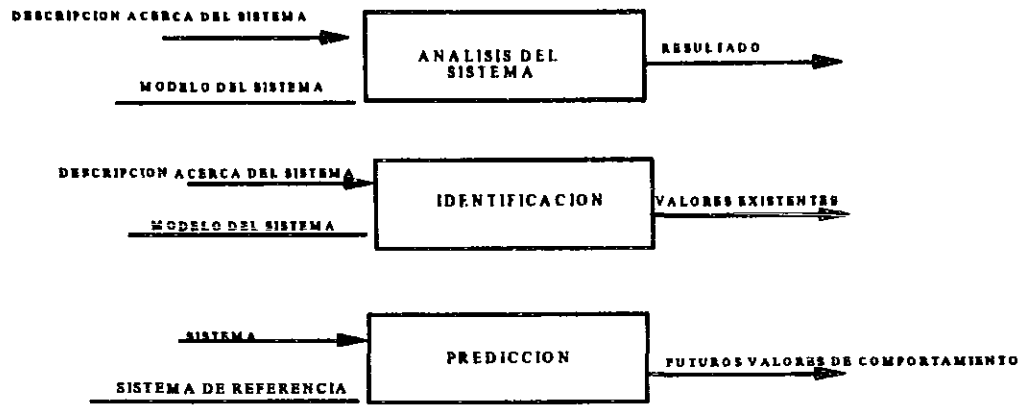 DESCRIPCION ACERCA DEL SISTEMA
ANALISIS DEL
SISTEMA
RESULTADO
MODELO DEL SISTEMA
DESCRIPCION ACERCA DEL SISTEMA
IDENTIFICACION
VALORES EXISTENTES
MODELO DEL SISTEMA
SISTEMA
PREDICCION
FUTUROS VALORES DE COMPORTAMIENTO
SISTEMA DE REFERENCIA